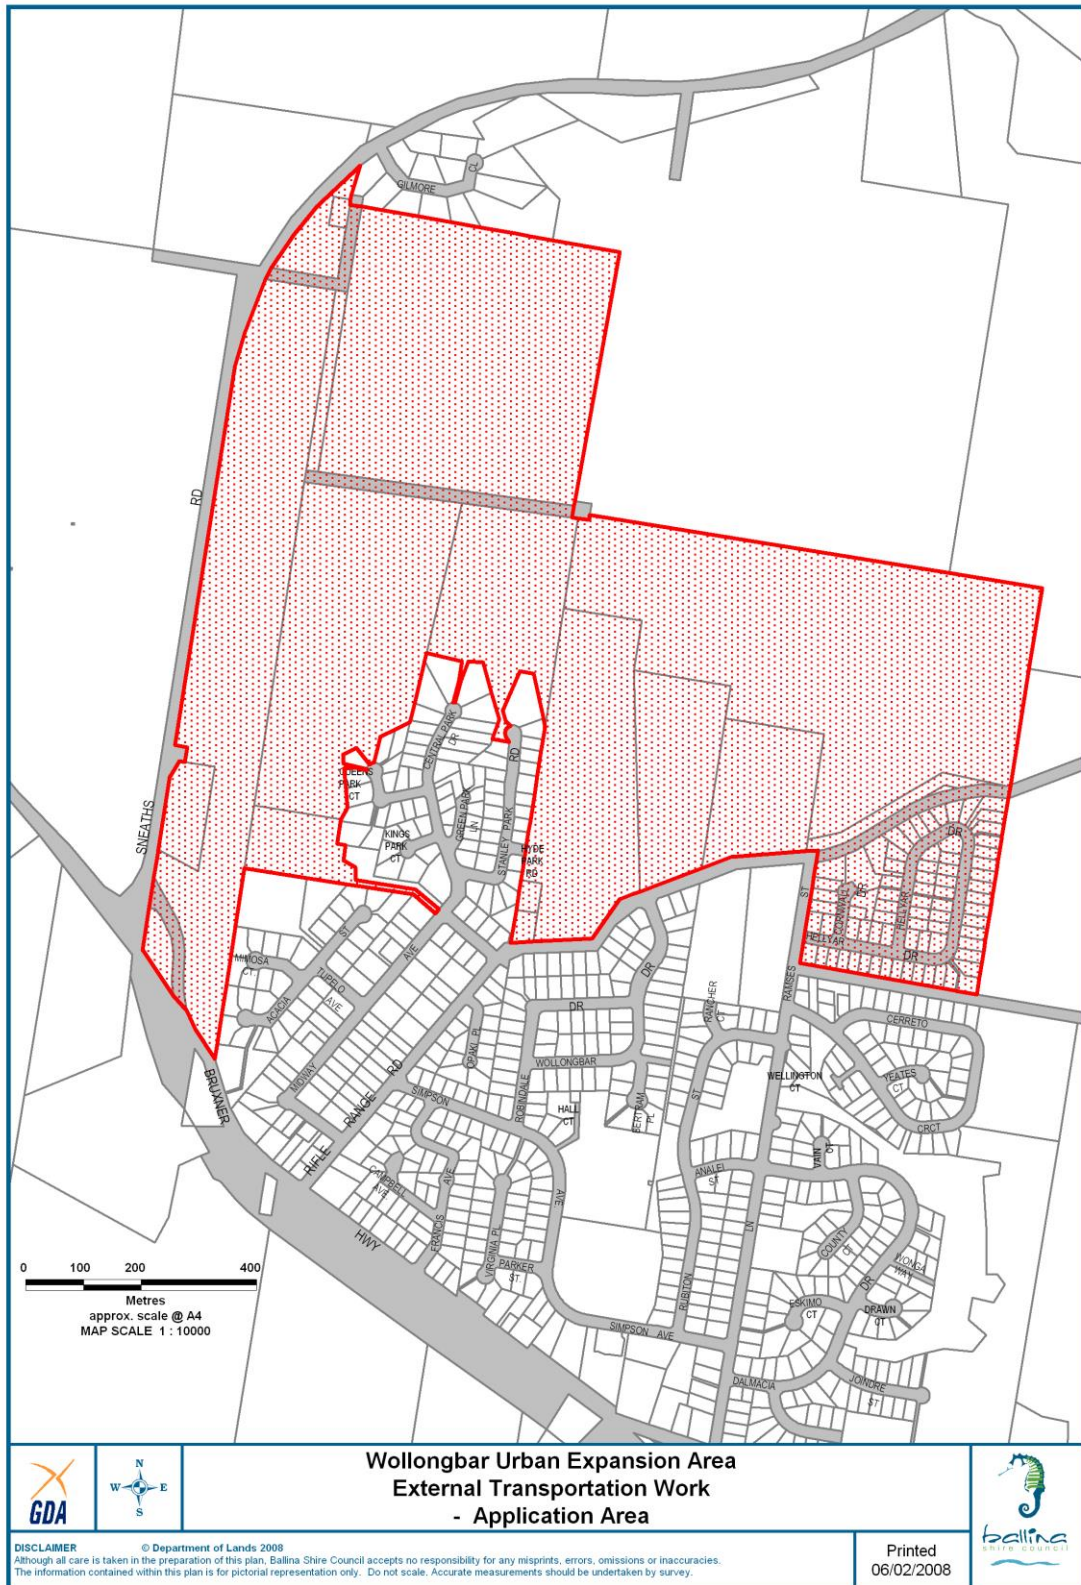 GILMORE
CL
RD
SNEATHS
CENTRAL PARK
DR
RD
QUEENS
PARK
CT
GREEN PARK
LN
STANLEY PARK
KINGS
PARK
CT
HYDE
PARK
RD
DR
CORNWALL
HELLYAR
HELLYAR
DR
ST
RAMSES
MIMOSA
CT
ST
TUPELO
AVE
ACACIA
AVE
MIDWAY
BRUXNER
RIFLE
RANGE
RD
OPAKI PL
DR
DR
WOLLONGBAR
ROBINDALE
SIMPSON
HALL
CT
BERTRAM
PL
RANCHER
CT
ST
CERRETO
WELLINGTON
CT
YEATES
CT
CRCT
VAIN
ANALEI
ST
CAMPBELL
AVE
AVE
FRANCIS
VIRGINIA PL
AVE
PARKER
ST.
HWY
LN
COUNTY
CT
WONGA
WAY
DR
RUBITON
ESKIMO
CT
DRAWN
CT
SIMPSON AVE
DALMACIA
JOINDRE
ST
0 100 200 400
Metres
approx. scale @ A4
MAP SCALE 1 : 10000
GDA
N
W E
S
Wollongbar Urban Expansion Area
External Transportation Work
- Application Area
ballina
shire council
DISCLAIMER © Department of Lands 2008
Although all care is taken in the preparation of this plan, Ballina Shire Council accepts no responsibility for any misprints, errors, omissions or inaccuracies.
The information contained within this plan is for pictorial representation only. Do not scale. Accurate measurements should be undertaken by survey.
Printed
06/02/2008